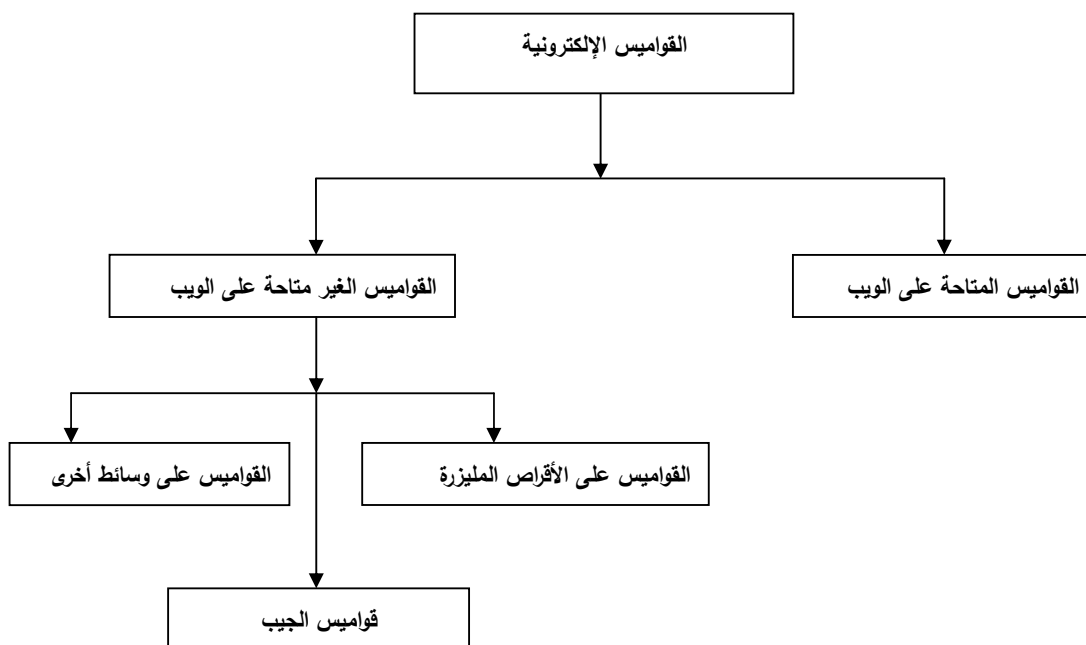 القواميس الإلكترونية
القواميس المتاحة على الويب
القواميس الغير متاحة على الويب
القواميس على الأقراص المليزرة
القواميس على وسائط أخرى
قواميس الجيب